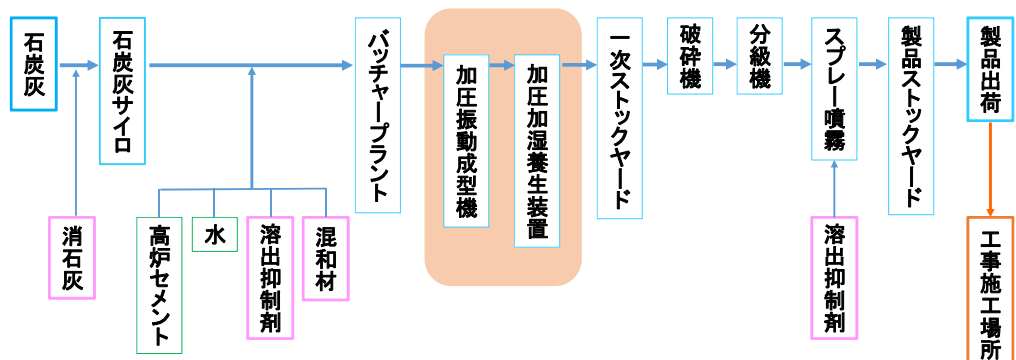 石炭灰
石炭灰サイロ
バッチャープラント
加圧振動成型機
加圧加湿養生装置
一次ストックヤード
破砕機
分級機
スプレー噴霧
製品ストックヤード
製品出荷
消石灰
高炉セメント
水
溶出抑制剤
混和材
溶出抑制剤
工事施工場所